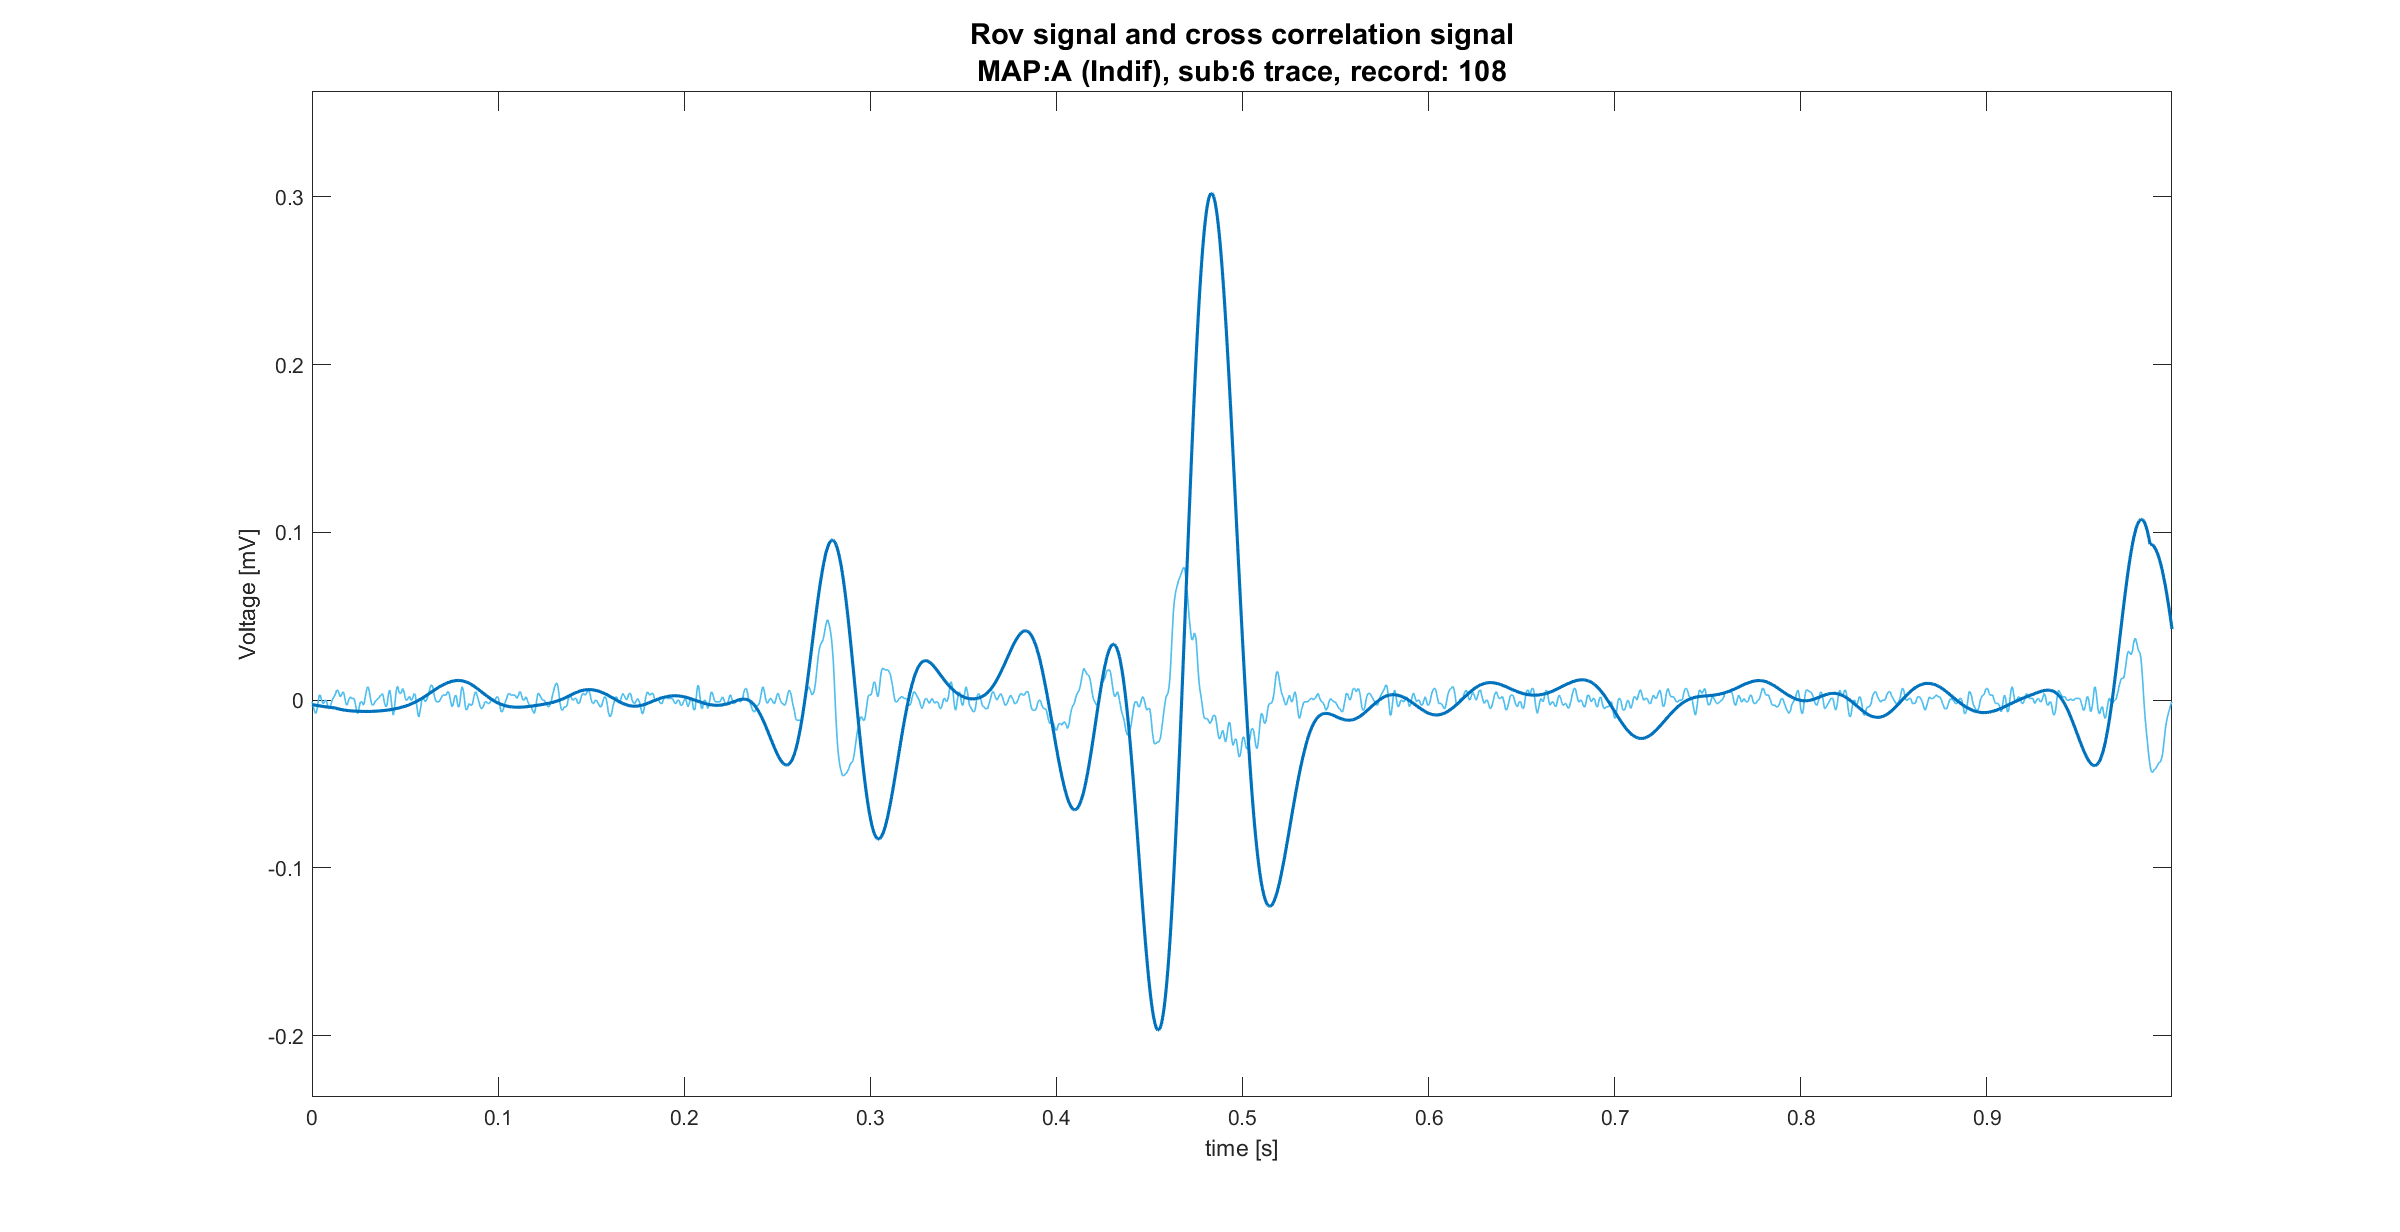 Rov signal and cross correlation signal
MAP:A (Indif), sub:6 trace, record: 108
Voltage [mV]
0.3
0.2
0.1
0
-0.1
-0.2
0 0.1 0.2 0.3 0.4 0.5 0.6 0.7 0.8 0.9
time [s]